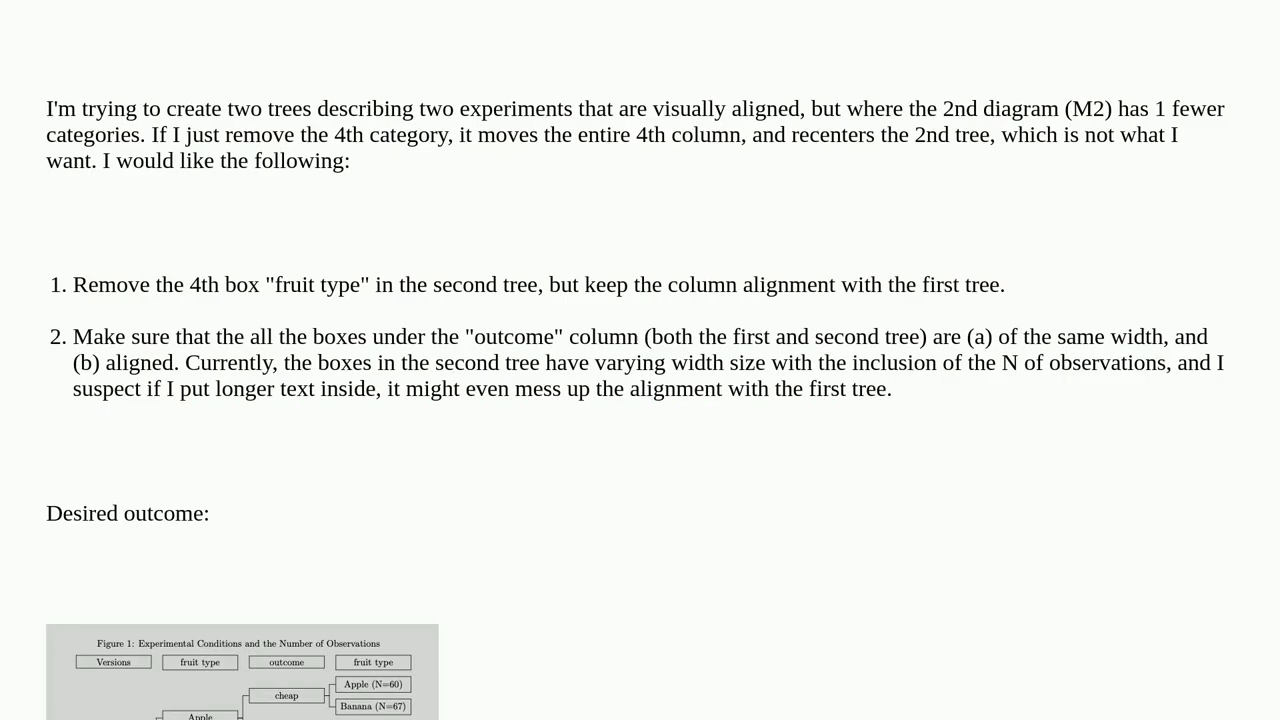 I'm trying to create two trees describing two experiments that are visually aligned, but where the 2nd diagram (M2) has 1 fewer
categories. If I just remove the 4th category, it moves the entire 4th column, and recenters the 2nd tree, which is not what I
want. I would like the following:
1. Remove the 4th box "fruit type" in the second tree, but keep the column alignment with the first tree.
2. Make sure that the all the boxes under the "outcome" column (both the first and second tree) are (a) of the same width, and
(b) aligned. Currently, the boxes in the second tree have varying width size with the inclusion of the N of observations, and I
suspect if I put longer text inside, it might even mess up the alignment with the first tree.
Desired outcome:
Figure 1: Experimental Conditions and the Number of Observations
Versions fruit type outcome fruit type
Apple (N=60)
cheap
Banana (N=67)
Apple